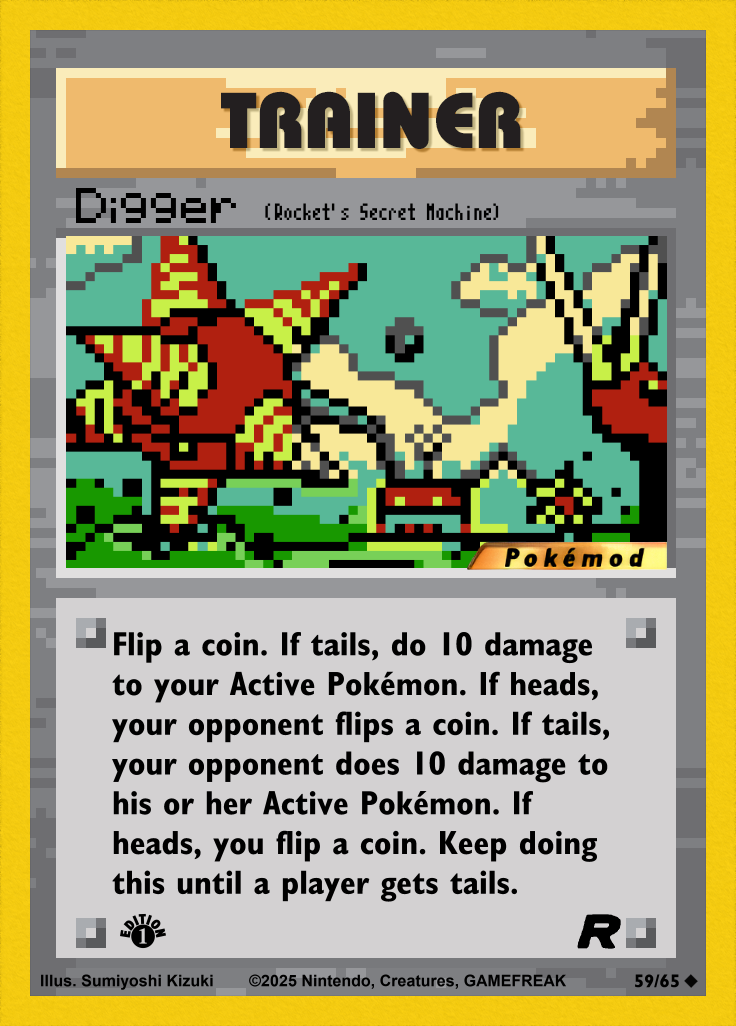 TRAINER
Digger (Rocket's Secret Machine)
Pokémod
Flip a coin. If tails, do 10 damage
to your Active Pokémon. If heads,
your opponent flips a coin. If tails,
your opponent does 10 damage to
his or her Active Pokémon. If
heads, you flip a coin. Keep doing
this until a player gets tails.
EDITION 1 R
Illus. Sumiyoshi Kizuki ©2025 Nintendo, Creatures, GAMEFREAK 59/65 ◆